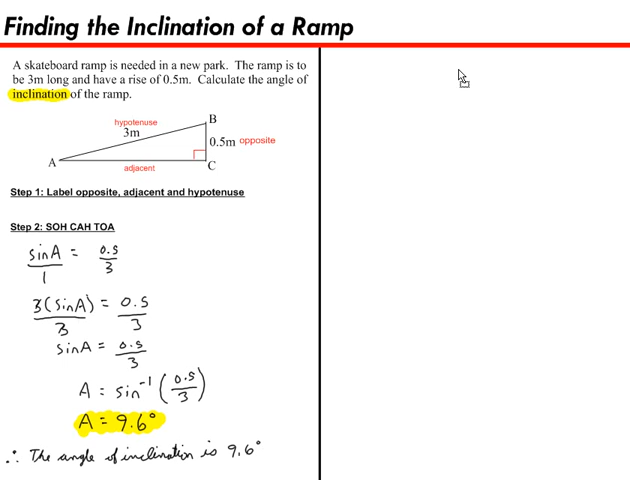 Finding the Inclination of a Ramp
A skateboard ramp is needed in a new park. The ramp is to
be 3m long and have a rise of 0.5m. Calculate the angle of
inclination of the ramp.
hypotenuse
3m
B
0.5m opposite
A
adjacent
C
Step 1: Label opposite, adjacent and hypotenuse
Step 2: SOH CAH TOA
sinA/1 = 0.5/3
3(sinA)/3 = 0.5/3
sinA = 0.5/3
A = sin⁻¹(0.5/3)
A = 9.6°
∴ The angle of inclination is 9.6°